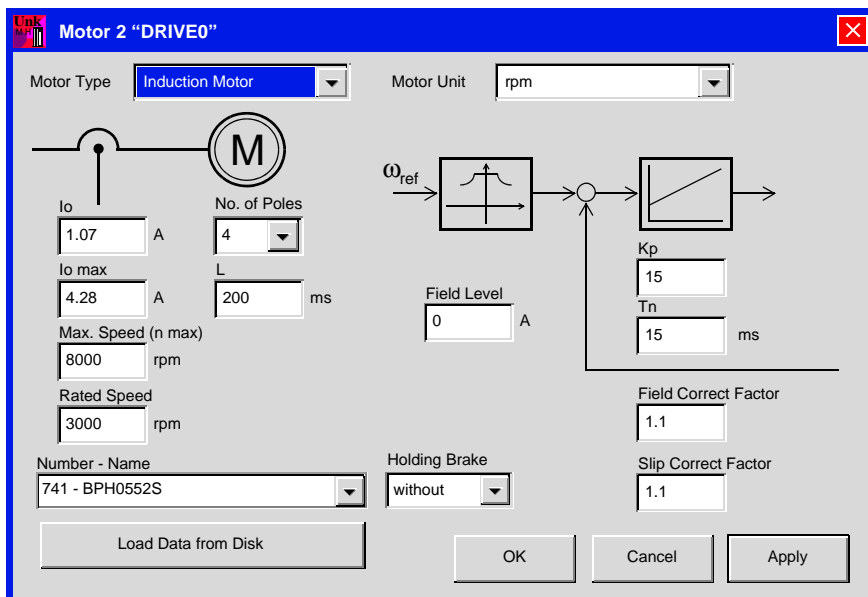 Unk
M H
Motor 2 “DRIVE0”
Motor Type
Induction Motor
Motor Unit
rpm
M
ωref
Io
1.07
A
No. of Poles
4
Io max
4.28
A
L
200
ms
Max. Speed (n max)
8000
rpm
Rated Speed
3000
rpm
Field Level
0
A
Kp
15
Tn
15
ms
Field Correct Factor
1.1
Slip Correct Factor
1.1
Number - Name
741 - BPH0552S
Holding Brake
without
Load Data from Disk
OK
Cancel
Apply